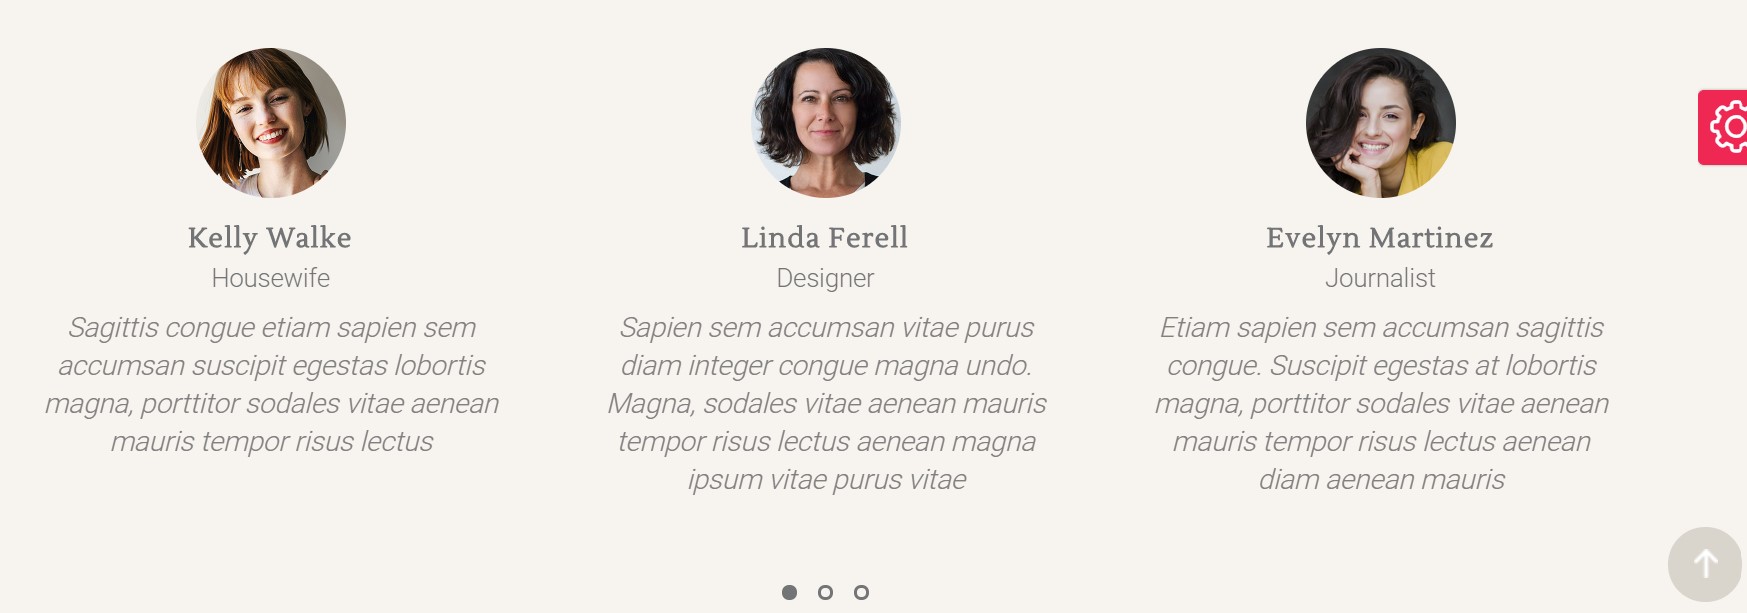 Kelly Walke
Housewife
Sagittis congue etiam sapien sem
accumsan suscipit egestas lobortis
magna, porttitor sodales vitae aenean
mauris tempor risus lectus
Linda Ferell
Designer
Sapien sem accumsan vitae purus
diam integer congue magna undo.
Magna, sodales vitae aenean mauris
tempor risus lectus aenean magna
ipsum vitae purus vitae
Evelyn Martinez
Journalist
Etiam sapien sem accumsan sagittis
congue. Suscipit egestas at lobortis
magna, porttitor sodales vitae aenean
mauris tempor risus lectus aenean
diam aenean mauris